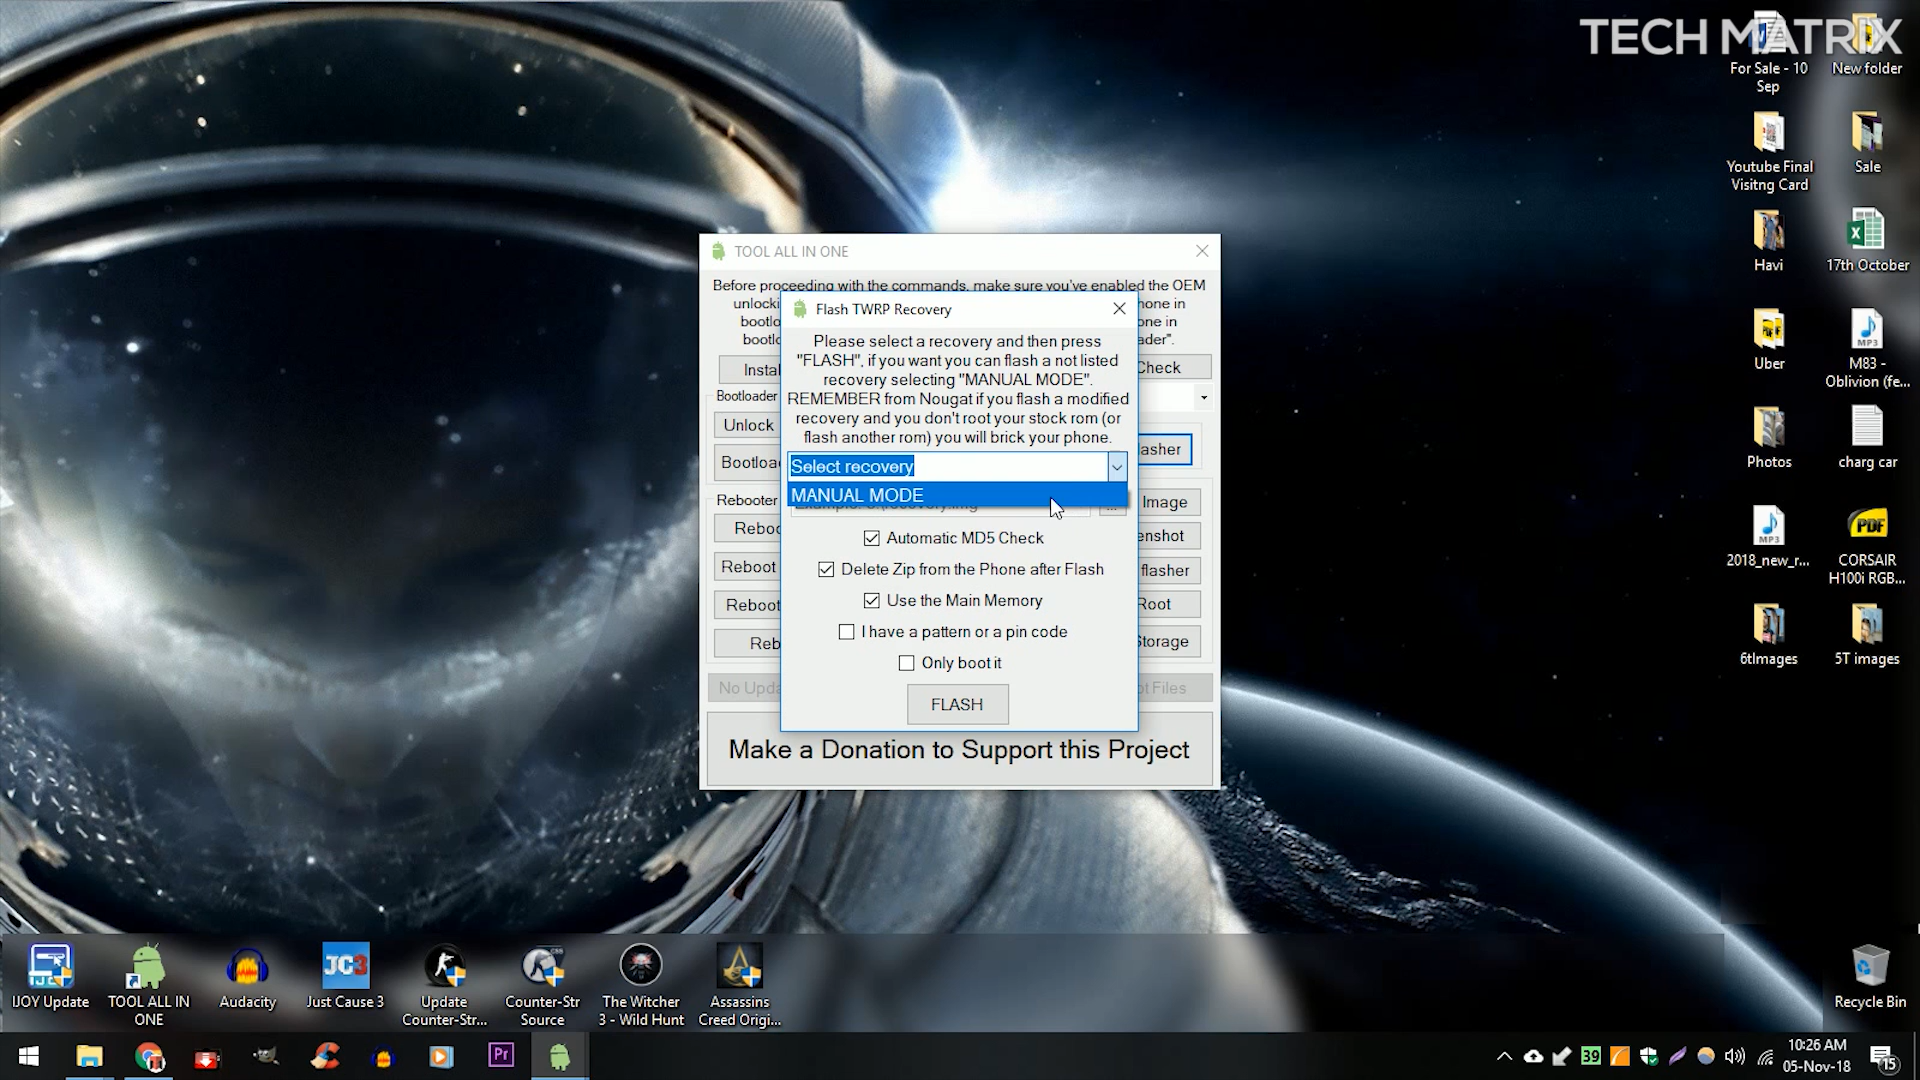 TECH MATRIX
For Sale - 10
Sep
New folder
Youtube Final
Visitng Card
Sale
Havi
17th October
Uber
M83 -
Oblivion (fe...
Photos
charg car
2018_new_r...
CORSAIR
H100i RGB...
6tImages
5T images
TOOL ALL IN ONE
Before proceeding with the commands, make sure you've enabled the OEM
unlocki
hone in
bootlo
one in
bootlo
ader".
Flash TWRP Recovery
Please select a recovery and then press
"FLASH", if you want you can flash a not listed
recovery selecting "MANUAL MODE".
REMEMBER from Nougat if you flash a modified
recovery and you don't root your stock rom (or
flash another rom) you will brick your phone.
Select recovery
MANUAL MODE
...
Automatic MD5 Check
Delete Zip from the Phone after Flash
Use the Main Memory
I have a pattern or a pin code
Only boot it
FLASH
Instal
Check
Bootloader
Unlock
asher
Bootloa
Rebooter
Image
Reboo
enshot
Reboot
flasher
Reboot
Root
Reb
Storage
No Upda
ot Files
Make a Donation to Support this Project
IJOY Update
TOOL ALL IN
ONE
Audacity
JC3
Just Cause 3
Update
Counter-Str...
CSS
Counter-Str
Source
The Witcher
3 - Wild Hunt
Assassins
Creed Origi...
Recycle Bin
Pr
39
10:26 AM
05-Nov-18
15